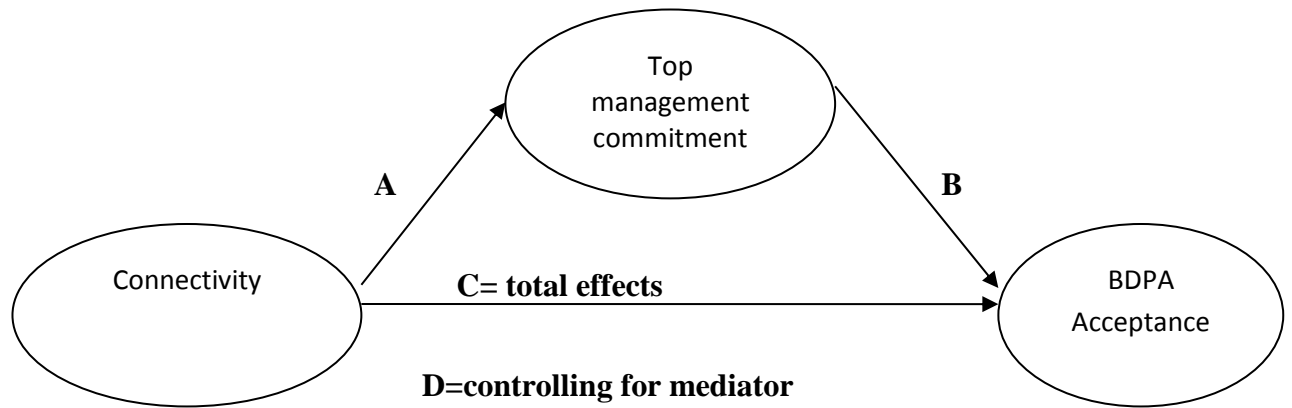 Top
management
commitment
A
B
Connectivity
C= total effects
BDPA
Acceptance
D=controlling for mediator